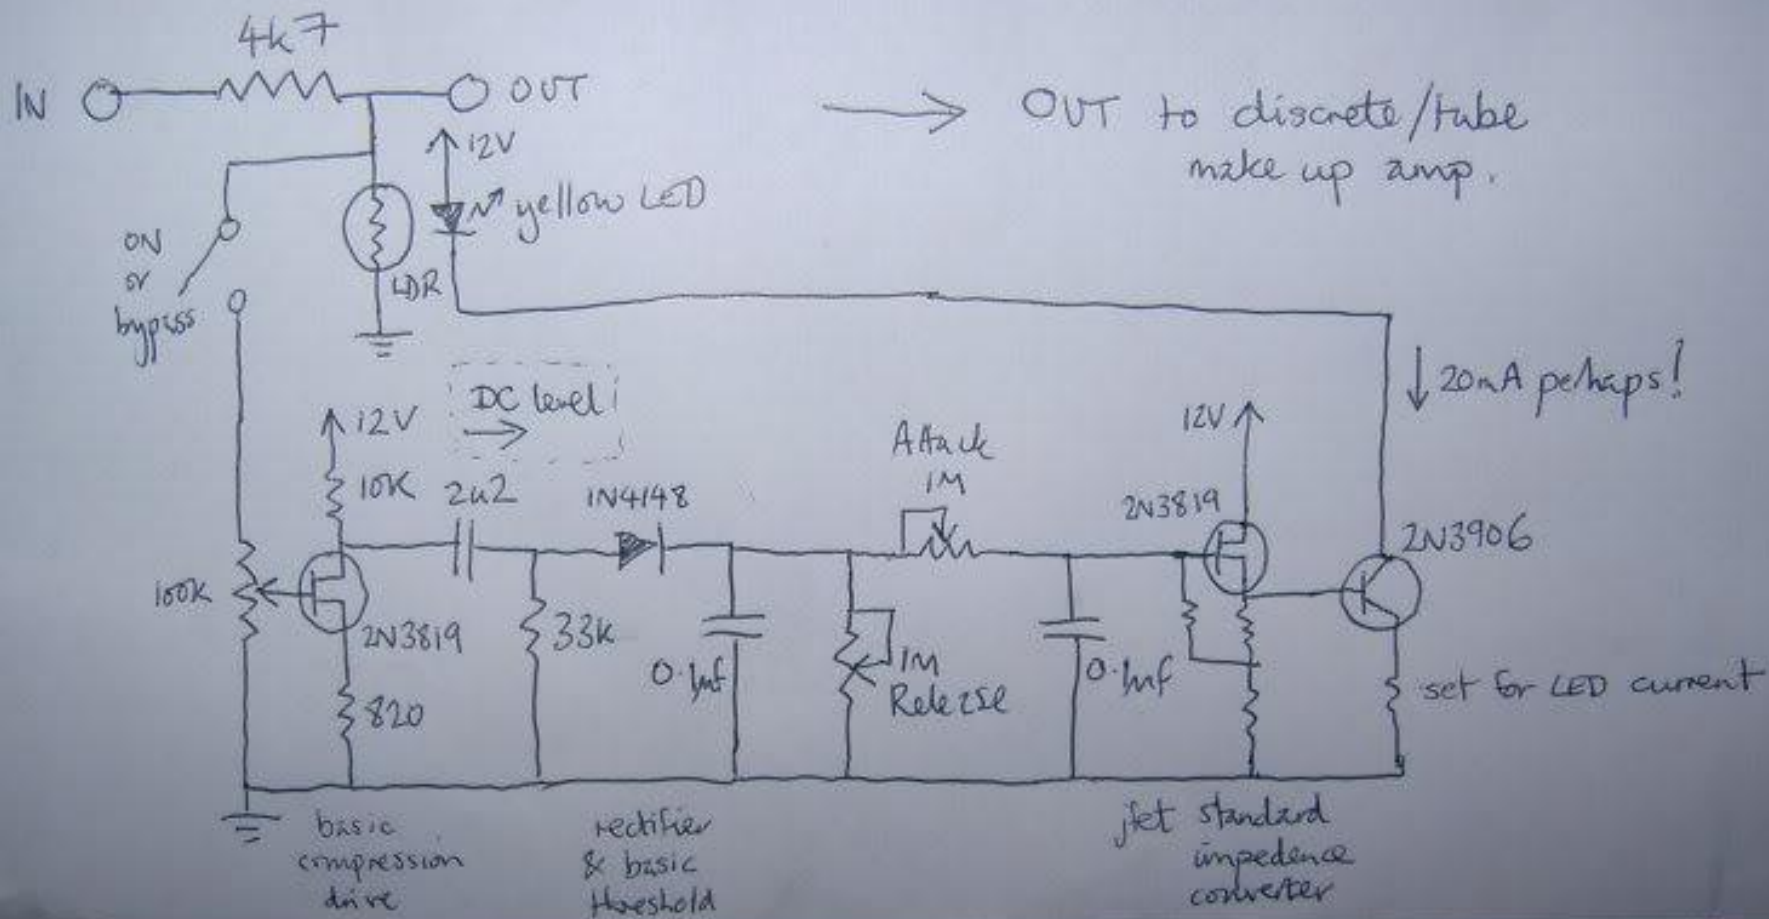 4k7
IN
OUT
OUT to discrete/tube
make up amp.
12V
yellow LED
ON
or
bypass
LDR
DC level
20mA perhaps!
12V
10K
2u2
1N4148
Attack
1M
12V
2N3819
2N3906
100K
2N3819
820
33k
0.1uf
1M
Release
0.1uf
set for LED current
basic
compression
drive
rectifier
& basic
threshold
jfet standard
impedence
converter